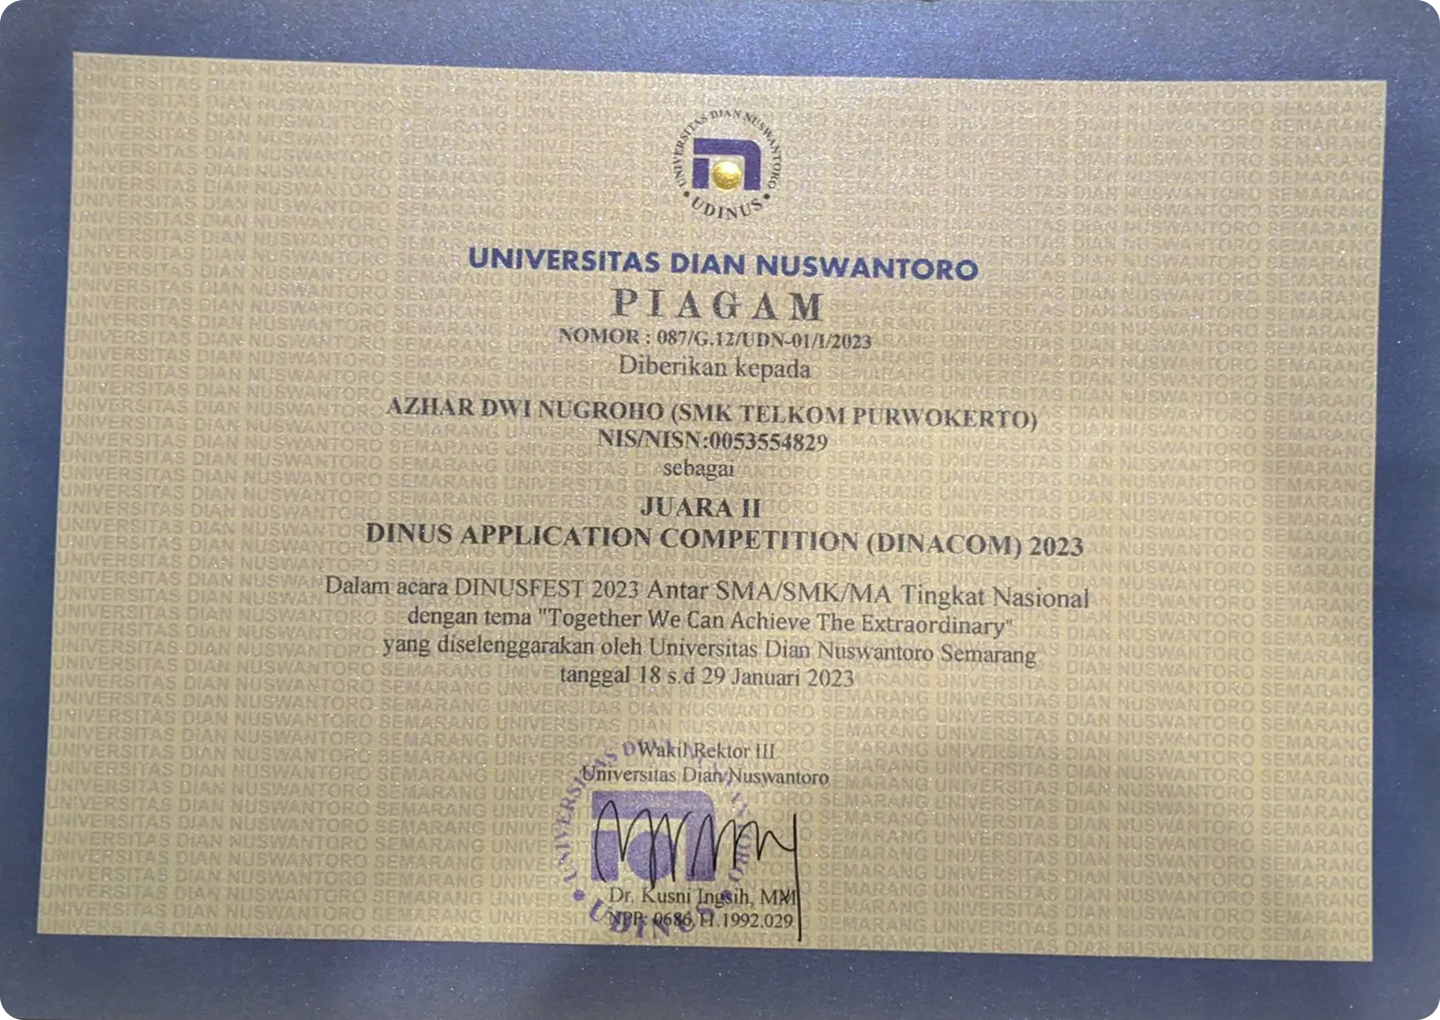 UNIVERSITAS DIAN NUSWANTORO
UDINUS
UNIVERSITAS DIAN NUSWANTORO
PIAGAM
NOMOR : 087/G.12/UDN-01/I/2023
Diberikan kepada
AZHAR DWI NUGROHO (SMK TELKOM PURWOKERTO)
NIS/NISN:0053554829
sebagai
JUARA II
DINUS APPLICATION COMPETITION (DINACOM) 2023
Dalam acara DINUSFEST 2023 Antar SMA/SMK/MA Tingkat Nasional
dengan tema "Together We Can Achieve The Extraordinary"
yang diselenggarakan oleh Universitas Dian Nuswantoro Semarang
tanggal 18 s.d 29 Januari 2023
Wakil Rektor III
Universitas Dian Nuswantoro
Dr. Kusni Ingsih, MM
NPP: 0686.11.1992.029
UDINUS